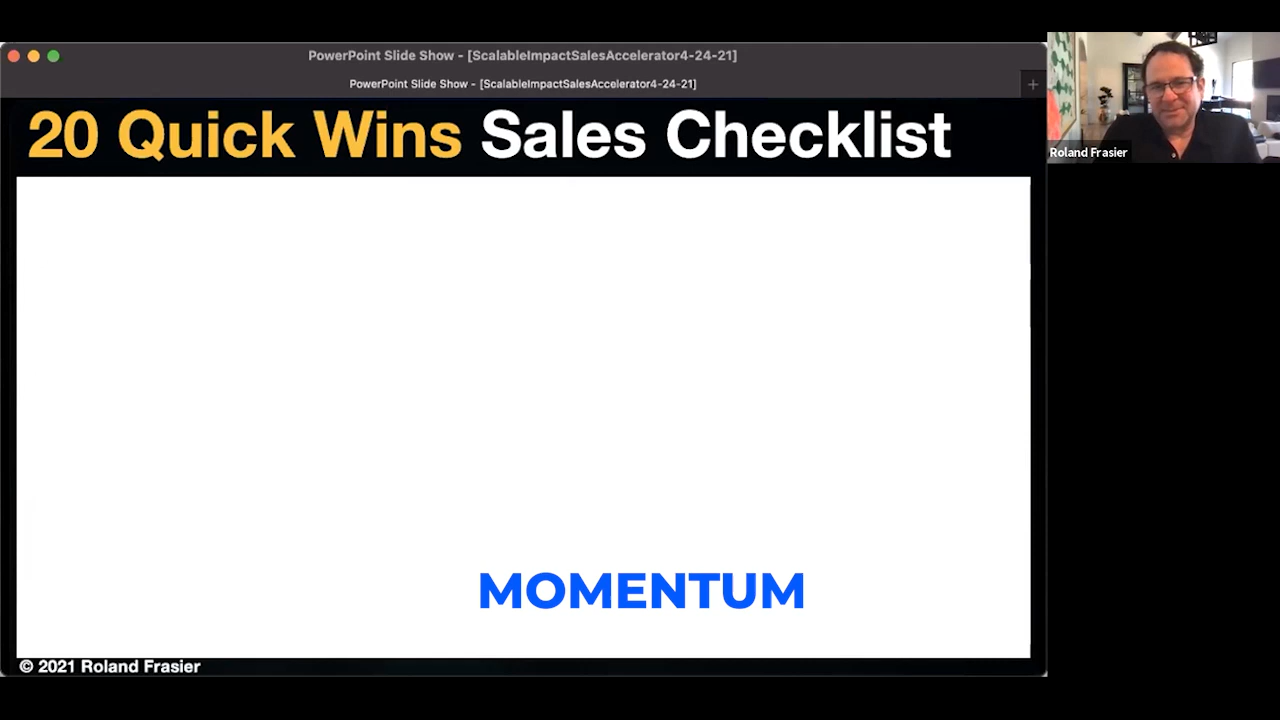 PowerPoint Slide Show - [ScalableImpactSalesAccelerator4-24-21]
PowerPoint Slide Show - [ScalableImpactSalesAccelerator4-24-21]
+
20 Quick Wins Sales Checklist
Roland Frasier
MOMENTUM
© 2021 Roland Frasier